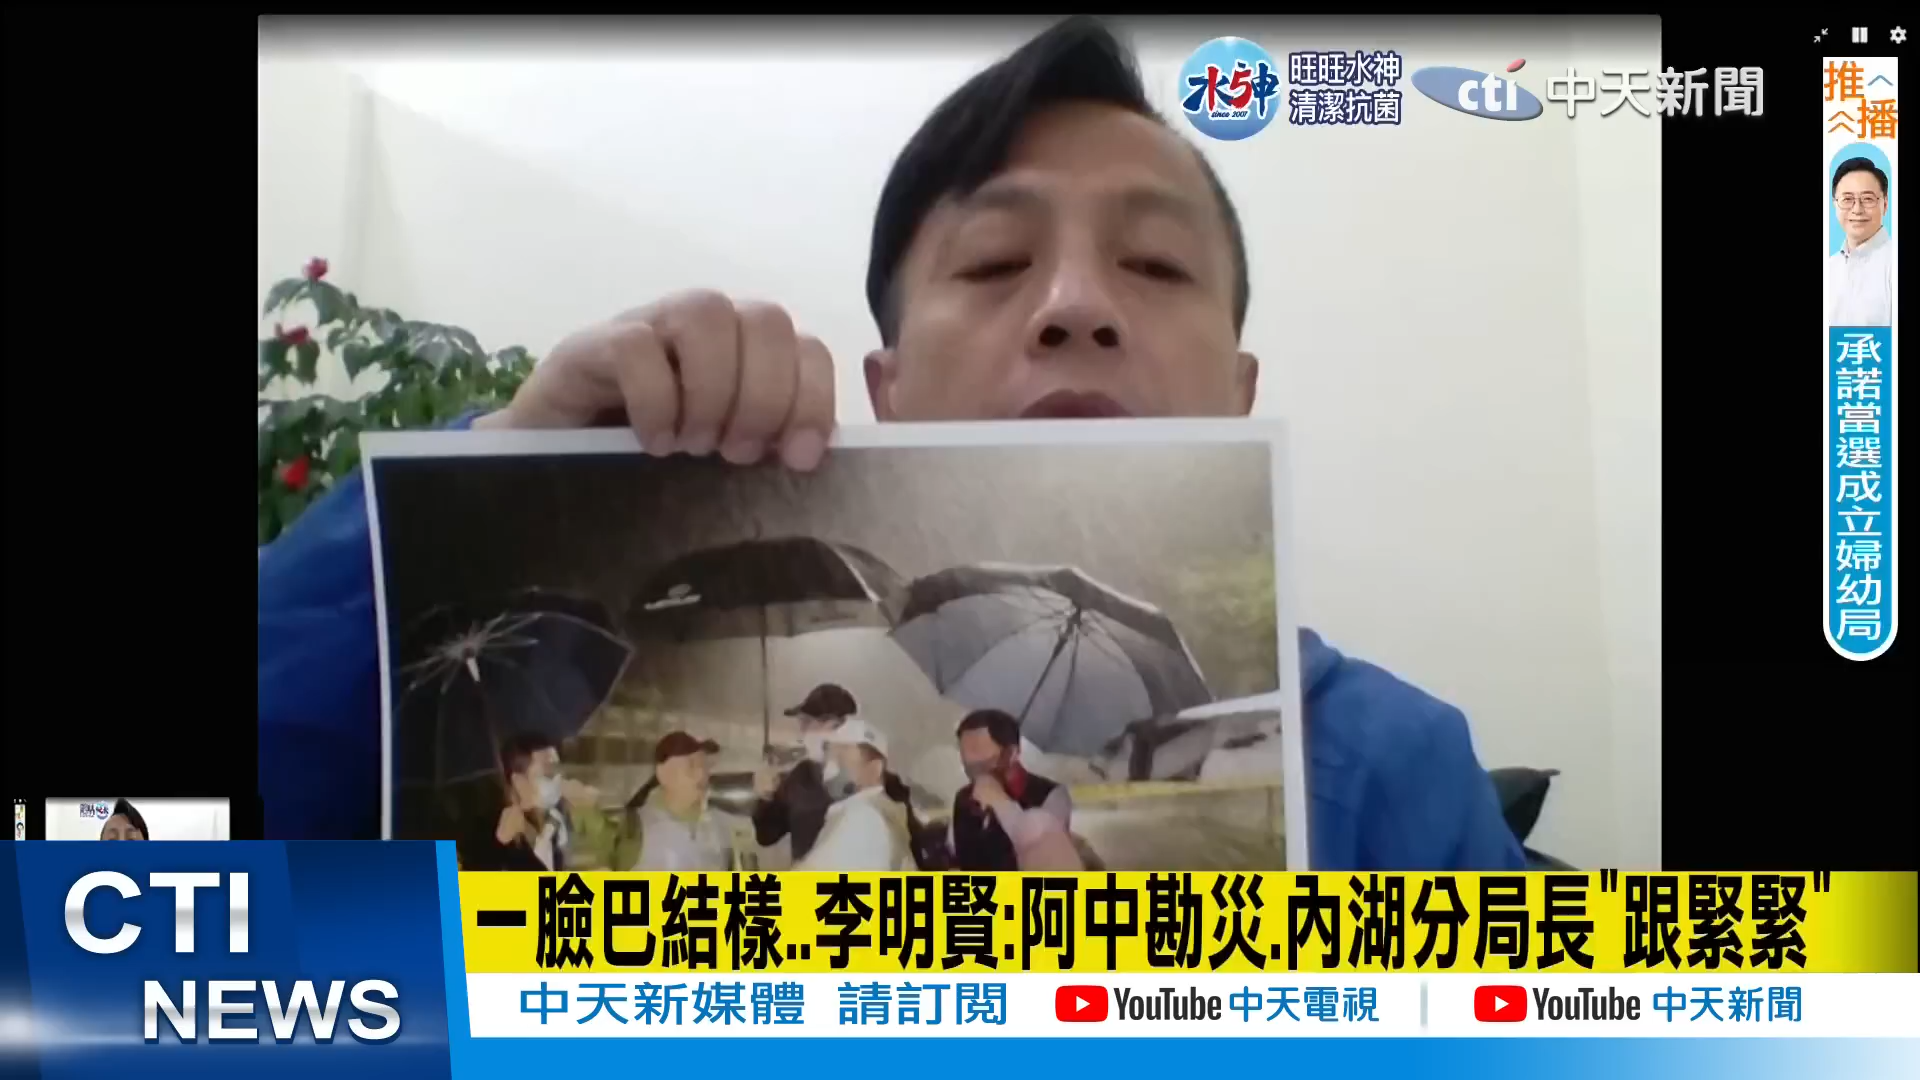 水神
since 2007
旺旺水神
清潔抗菌
cti 中天新聞
推播
承諾當選成立婦幼局
CTI
NEWS
一臉巴結樣..李明賢:阿中勘災.內湖分局長"跟緊緊"
中天新媒體 請訂閱 YouTube 中天電視 | YouTube 中天新聞